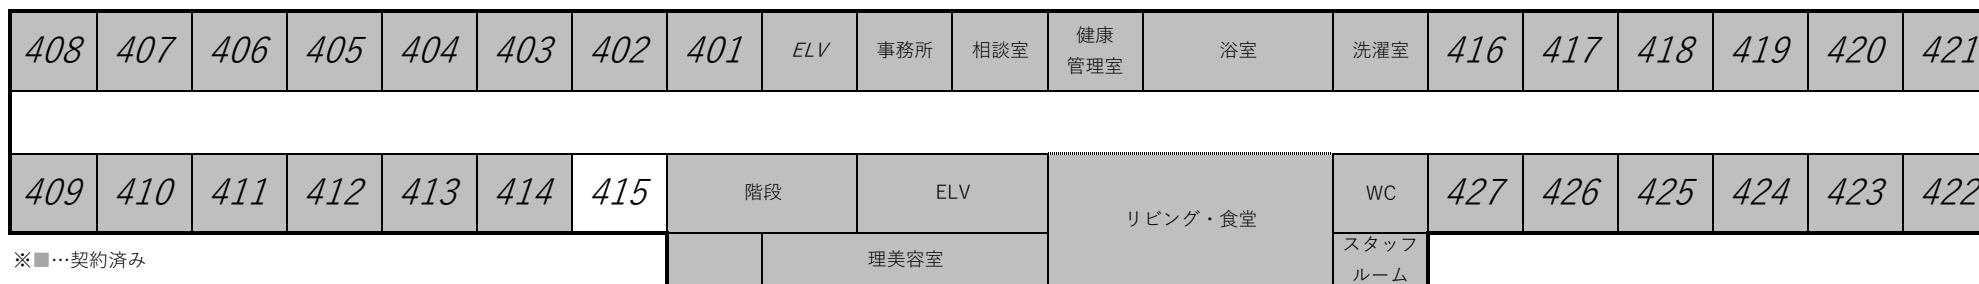 408 407 406 405 404 403 402 401 ELV 事務所 相談室 健康 浴室 洗濯室 416 417 418 419 420 421
管理室
409 410 411 412 413 414 415 階段 ELV リビング・食堂 WC 427 426 425 424 423 422
※■…契約済み 理美容室 スタッフ
ルーム